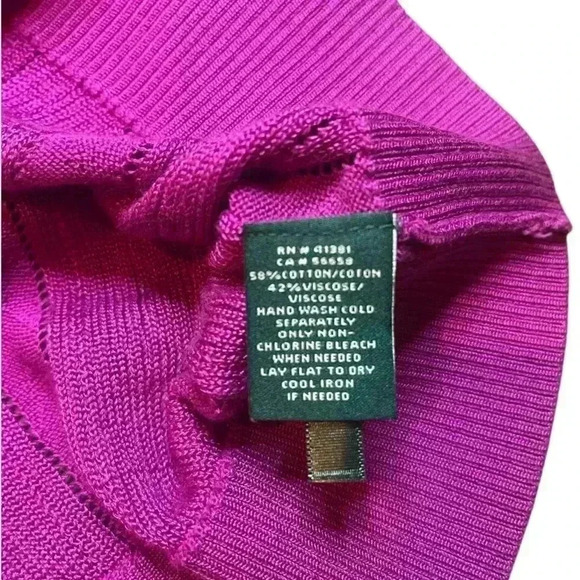 RN # 41381
CA # 56658
58%COTTON/COTON
42%VISCOSE/
VISCOSE
HAND WASH COLD
SEPARATELY
ONLY NON-
CHLORINE BLEACH
WHEN NEEDED
LAY FLAT TO DRY
COOL IRON
IF NEEDED